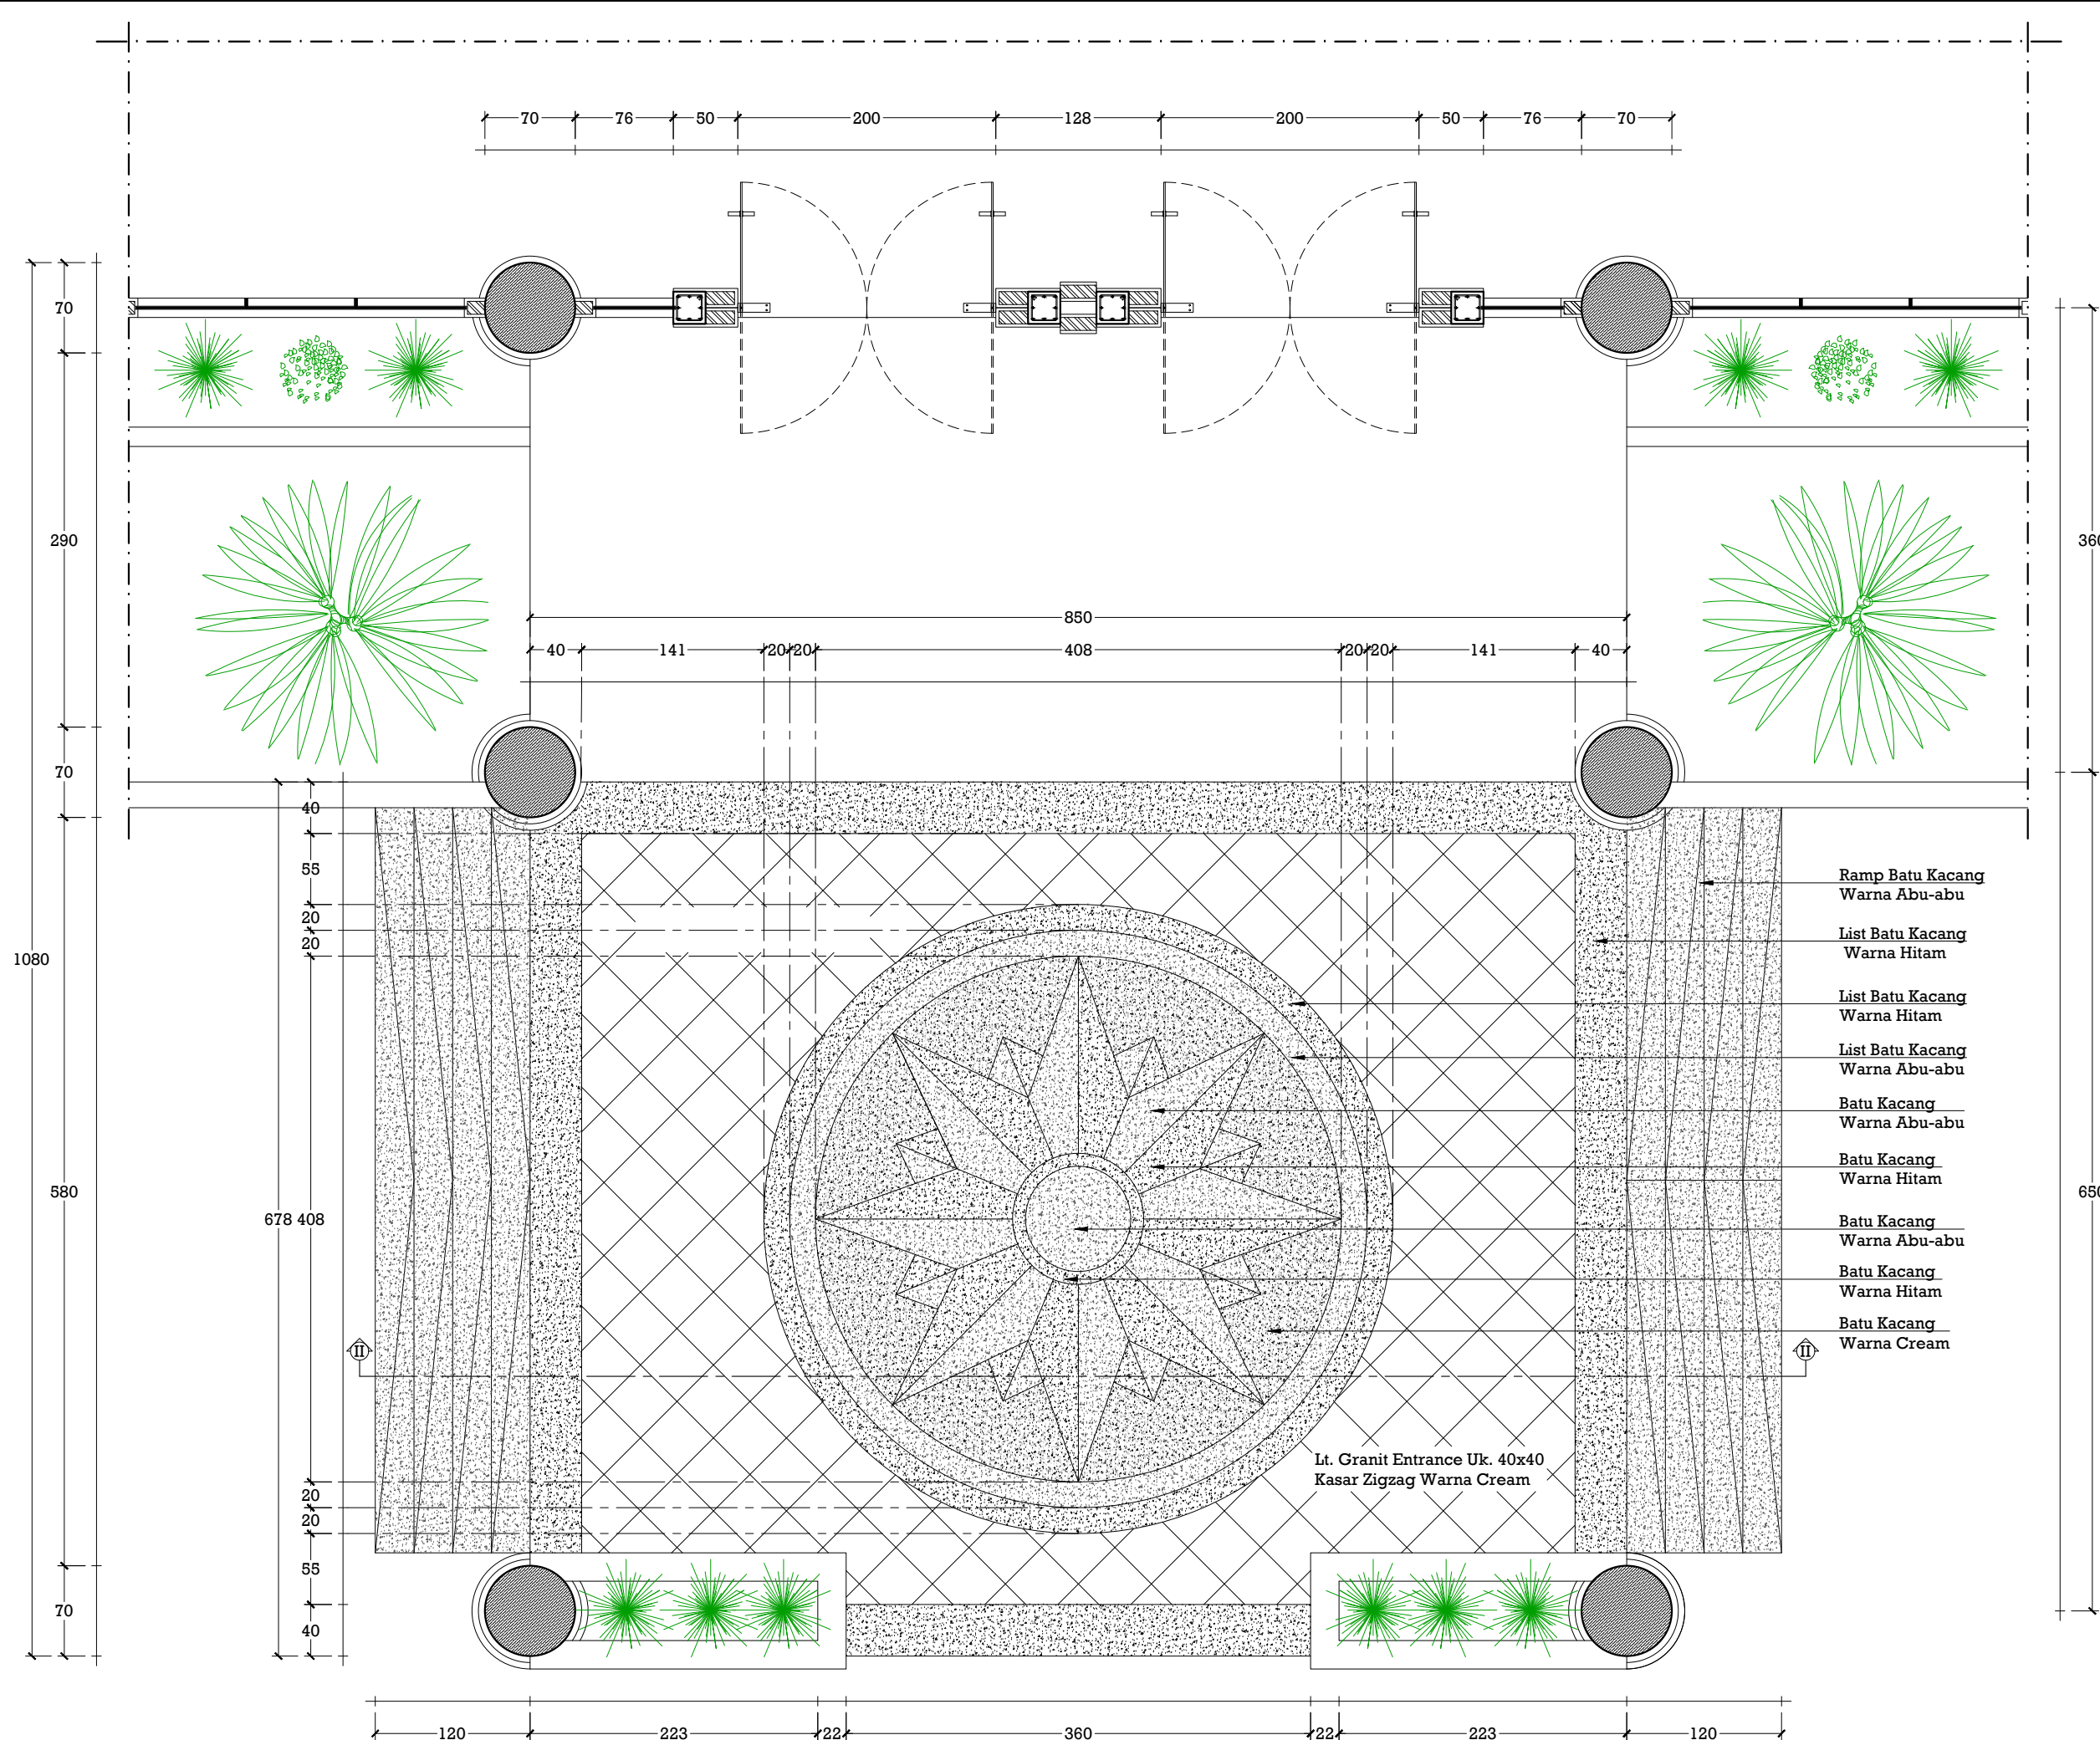 70 76 50 200 128 200 50 76 70
70
290
360
850
40 141 20 20 408 20 20 141 40
70
40
55
20
20
1080
580
678 408
650
Ramp Batu Kacang
Warna Abu-abu
List Batu Kacang
Warna Hitam
List Batu Kacang
Warna Hitam
List Batu Kacang
Warna Abu-abu
Batu Kacang
Warna Abu-abu
Batu Kacang
Warna Hitam
Batu Kacang
Warna Abu-abu
Batu Kacang
Warna Hitam
Batu Kacang
Warna Cream
II II
Lt. Granit Entrance Uk. 40x40
Kasar Zigzag Warna Cream
20
20
55
70
40
120 223 22 360 22 223 120